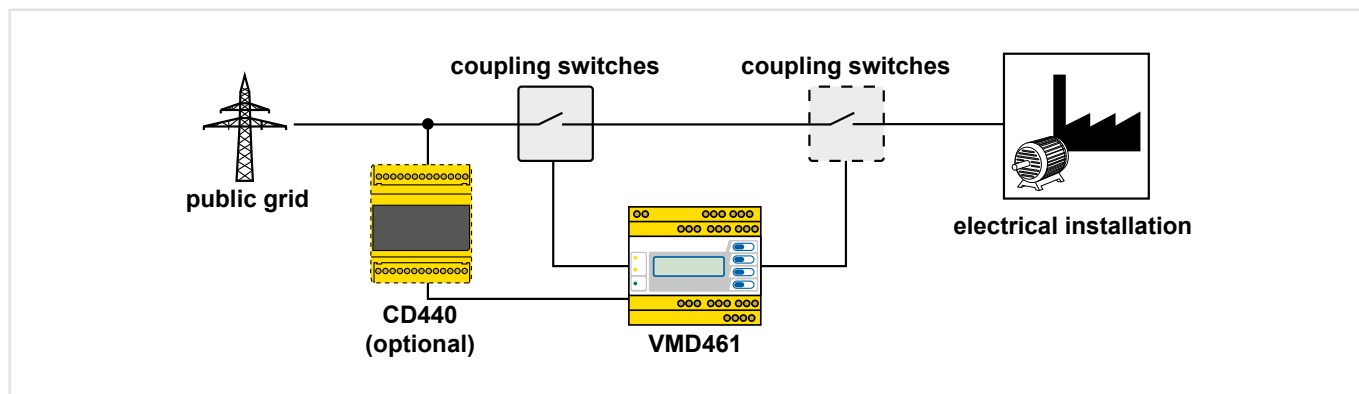 coupling switches
coupling switches
public grid
electrical installation
CD440
(optional)
VMD461